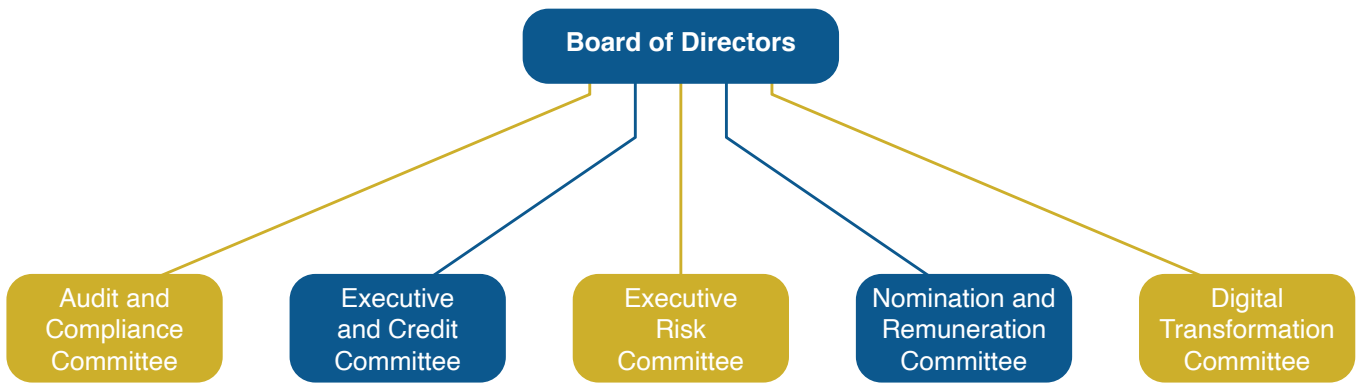 Board of Directors
Audit and
Compliance
Committee
Executive
and Credit
Committee
Executive
Risk
Committee
Nomination and
Remuneration
Committee
Digital
Transformation
Committee